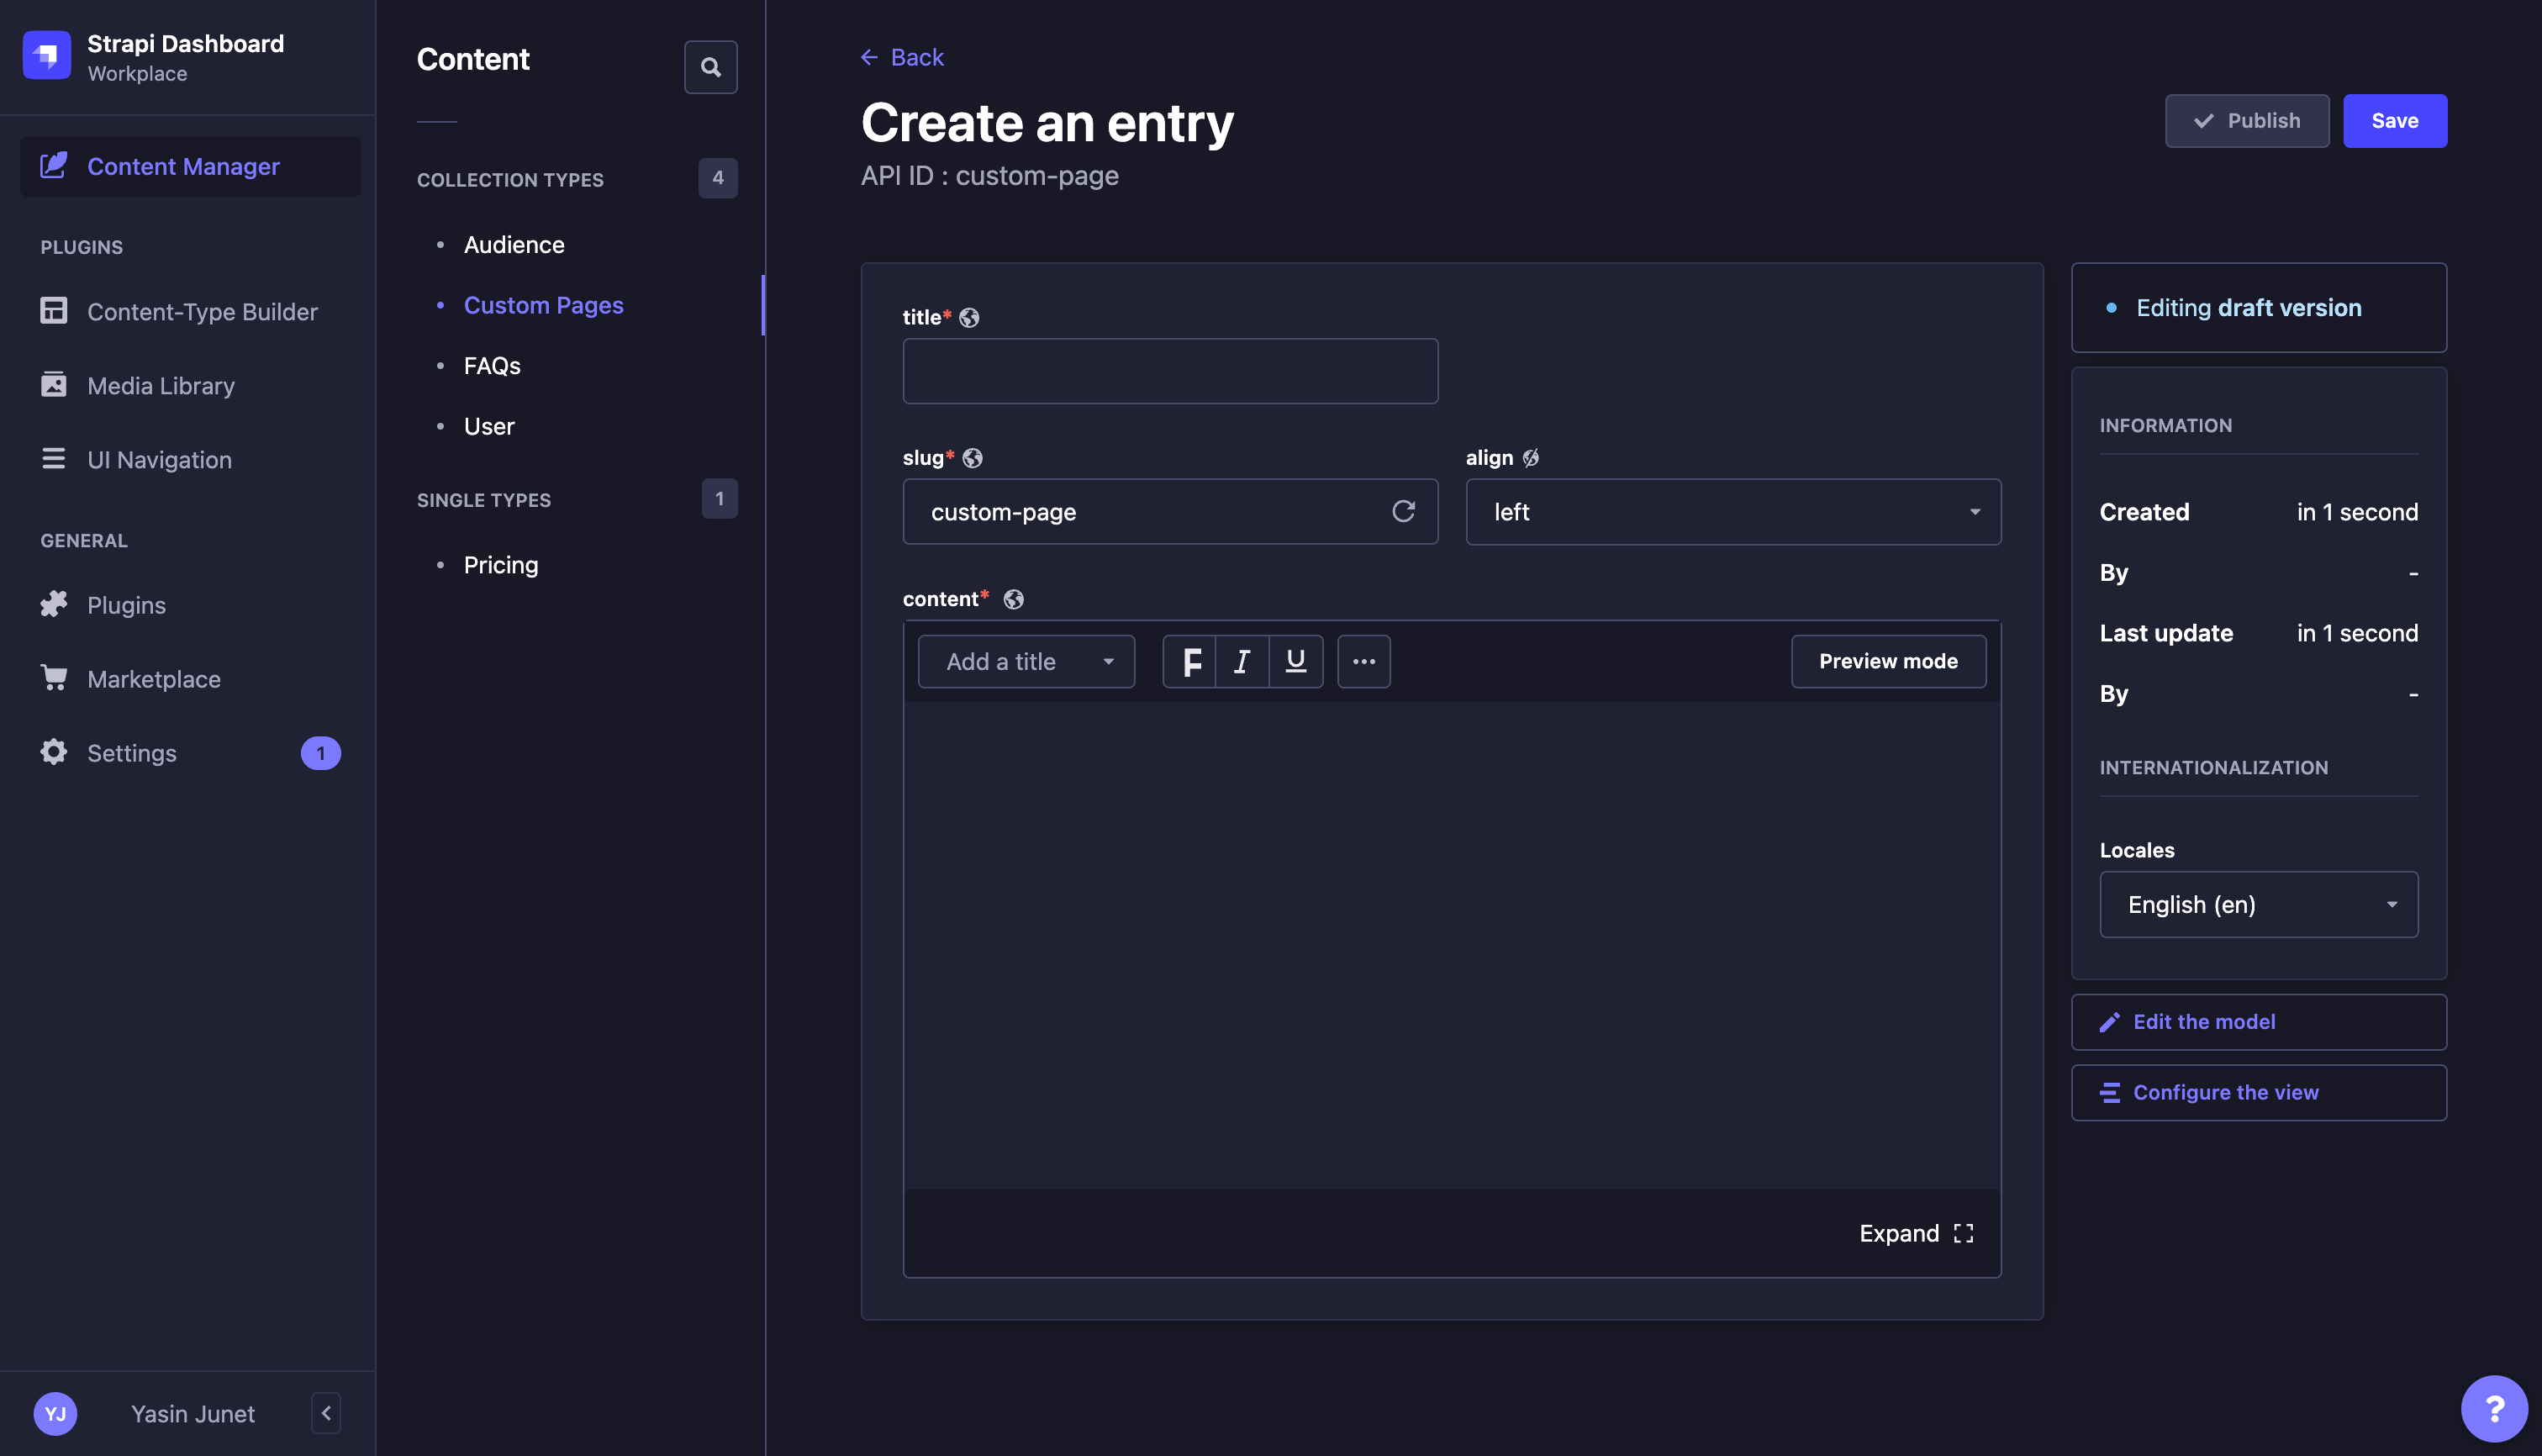 Strapi Dashboard
Workplace
Content Manager
PLUGINS
Content-Type Builder
Media Library
UI Navigation
GENERAL
Plugins
Marketplace
Settings
1
YJ
Yasin Junet
Content
COLLECTION TYPES
4
Audience
Custom Pages
FAQs
User
SINGLE TYPES
1
Pricing
Back
Create an entry
API ID : custom-page
Publish
Save
title*
slug*
custom-page
align
left
content*
Add a title
F I U
Preview mode
Expand
Editing draft version
INFORMATION
Created in 1 second
By -
Last update in 1 second
By -
INTERNATIONALIZATION
Locales
English (en)
Edit the model
Configure the view
?